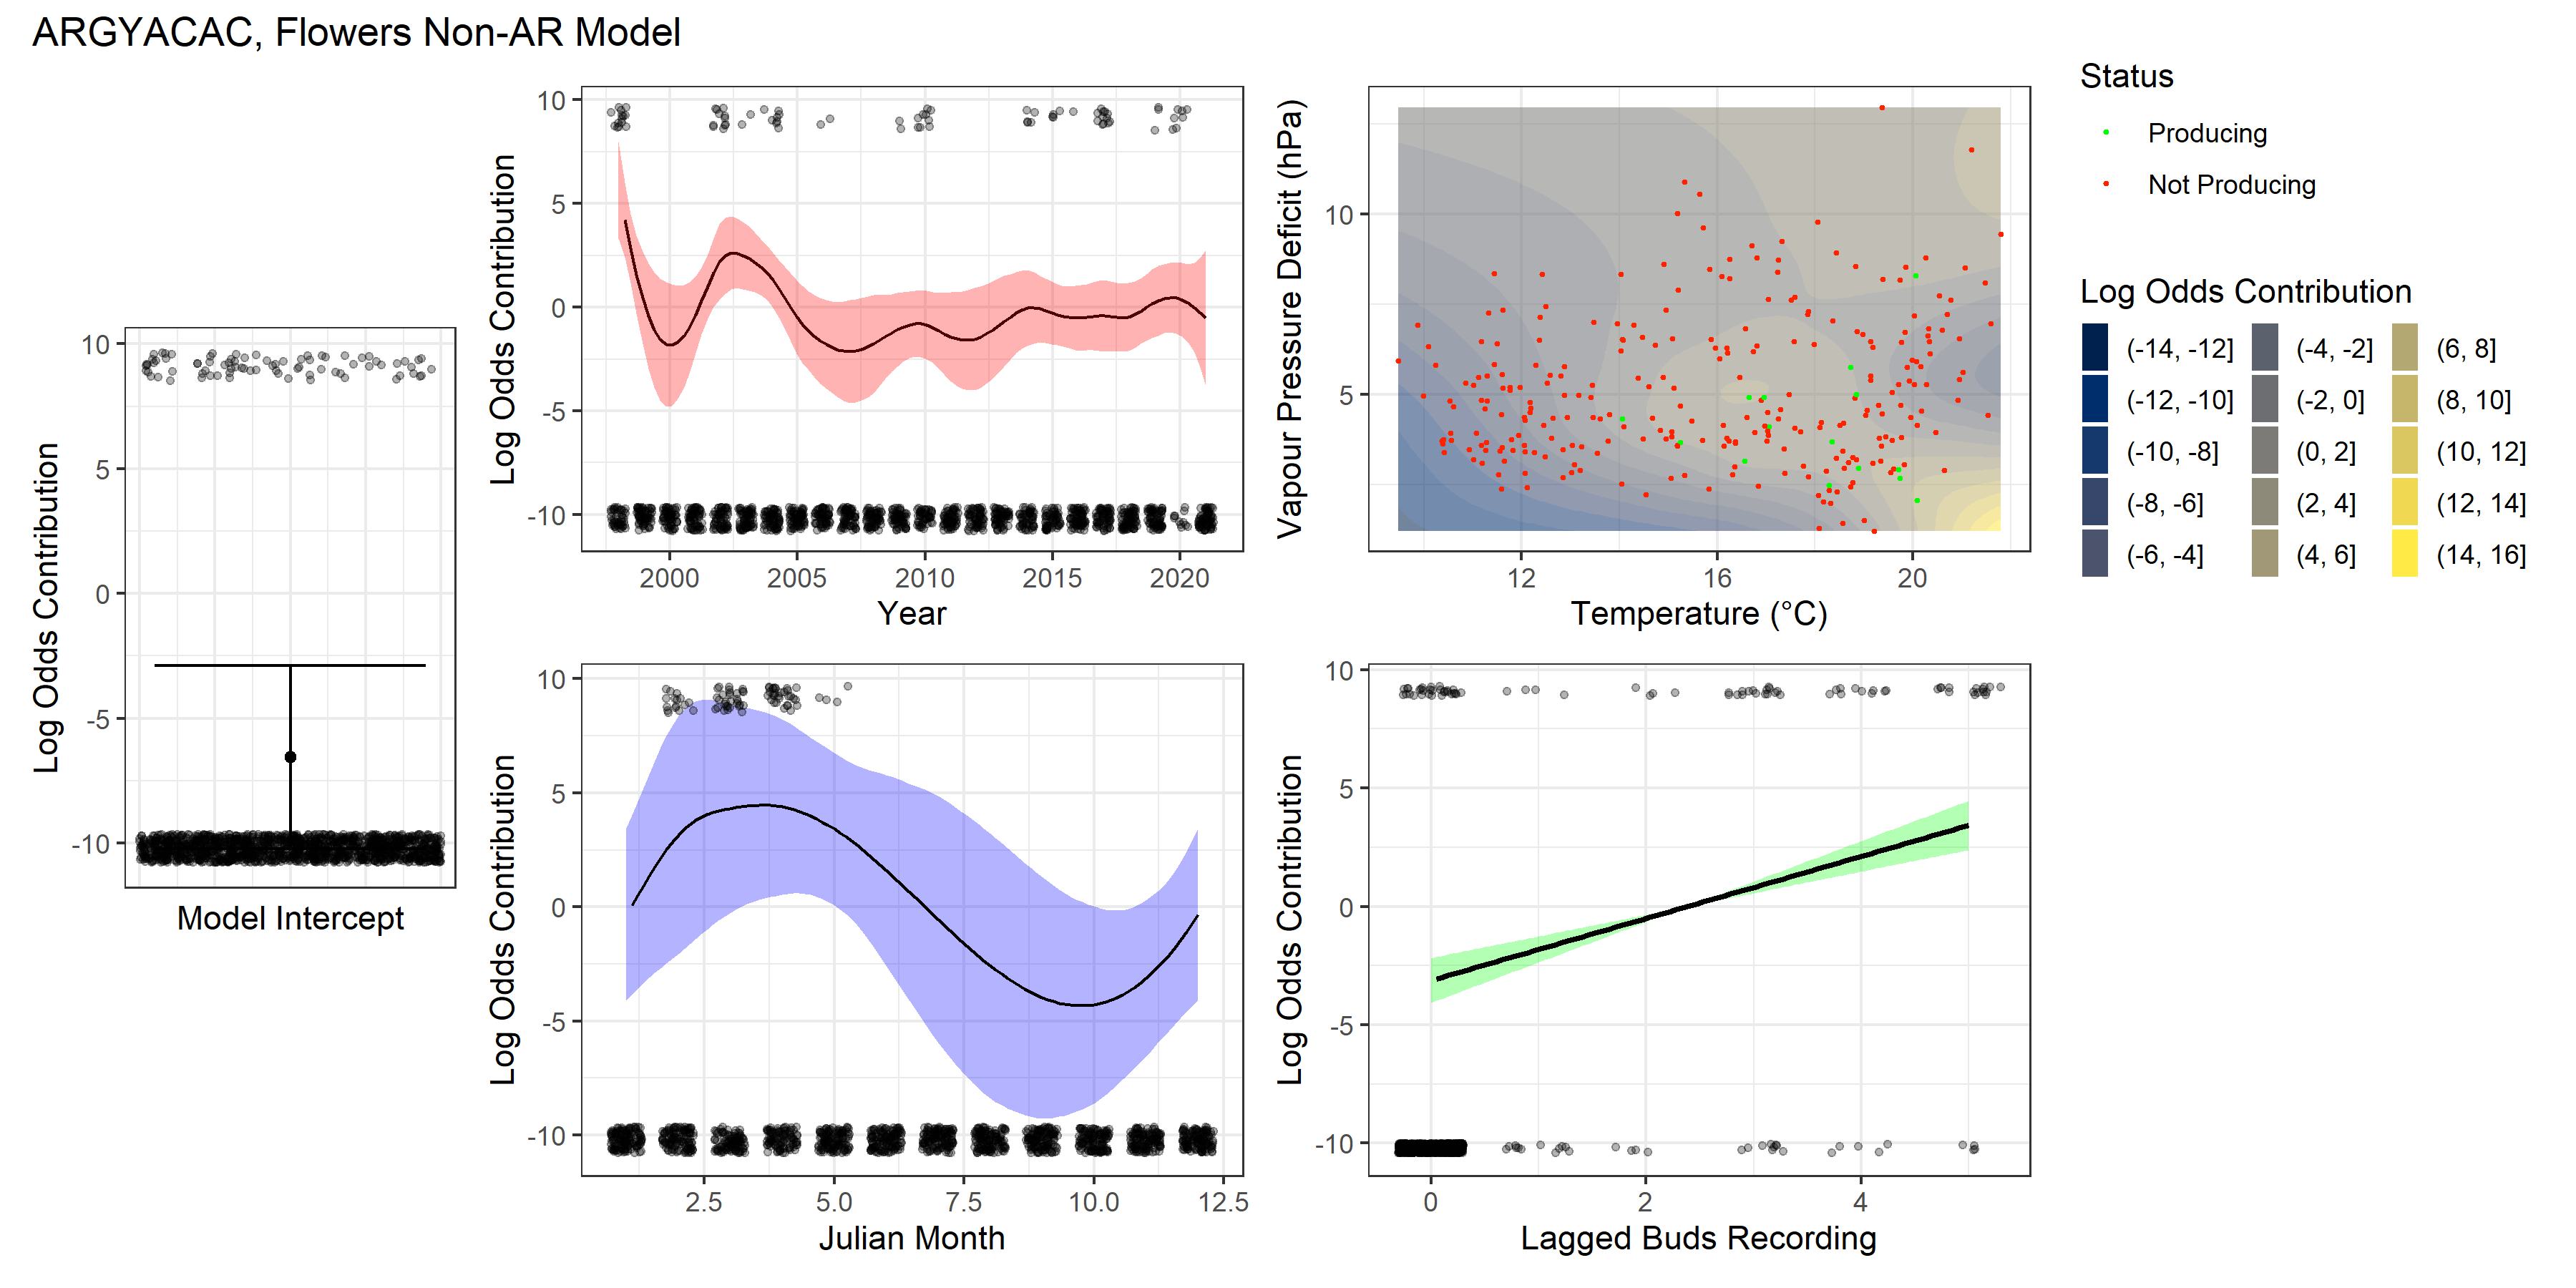 ARGYACAC, Flowers Non-AR Model
Log Odds Contribution
10
5
0
-5
-10
Model Intercept
Log Odds Contribution
10
5
0
-5
-10
2000 2005 2010 2015 2020
Year
Vapour Pressure Deficit (hPa)
10
5
12 16 20
Temperature (°C)
Log Odds Contribution
10
5
0
-5
-10
2.5 5.0 7.5 10.0 12.5
Julian Month
Log Odds Contribution
10
5
0
-5
-10
0 2 4
Lagged Buds Recording
Status
Producing
Not Producing
Log Odds Contribution
(-14, -12] (-4, -2] (6, 8]
(-12, -10] (-2, 0] (8, 10]
(-10, -8] (0, 2] (10, 12]
(-8, -6] (2, 4] (12, 14]
(-6, -4] (4, 6] (14, 16]